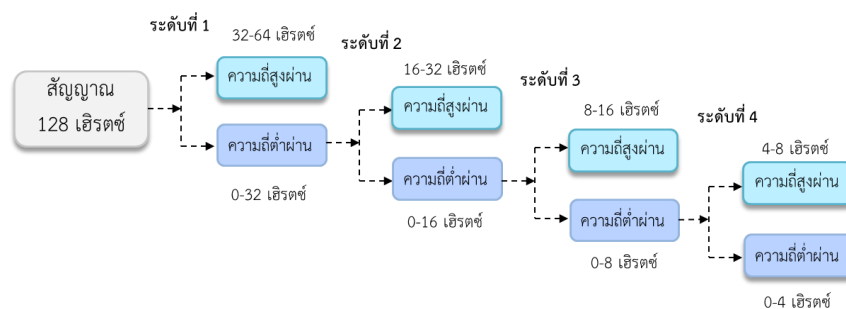 ระดับที่ 1
32-64 เฮิรตซ์
สัญญาณ
128 เฮิรตซ์
ความถี่สูงผ่าน
ความถี่ต่ำผ่าน
0-32 เฮิรตซ์
ระดับที่ 2
16-32 เฮิรตซ์
ความถี่สูงผ่าน
ความถี่ต่ำผ่าน
0-16 เฮิรตซ์
ระดับที่ 3
8-16 เฮิรตซ์
ความถี่สูงผ่าน
ความถี่ต่ำผ่าน
0-8 เฮิรตซ์
ระดับที่ 4
4-8 เฮิรตซ์
ความถี่สูงผ่าน
ความถี่ต่ำผ่าน
0-4 เฮิรตซ์